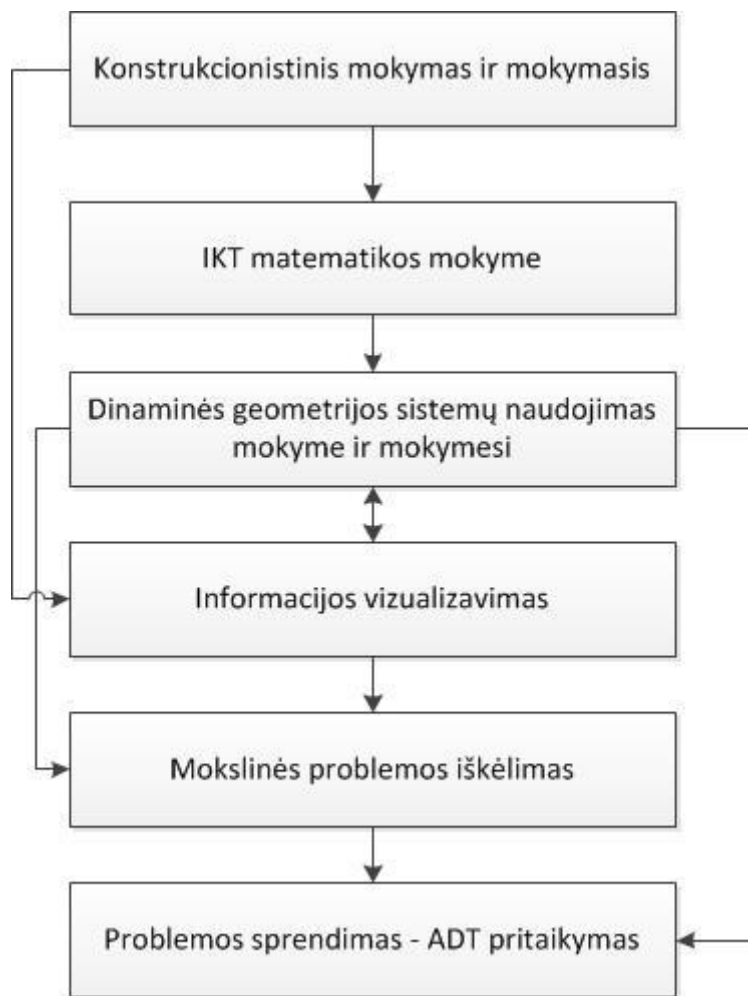 Konstrukcionistinis mokymas ir mokymasis
IKT matematikos mokyme
Dinaminės geometrijos sistemų naudojimas
mokyme ir mokymesi
Informacijos vizualizavimas
Mokslinės problemos iškėlimas
Problemos sprendimas - ADT pritaikymas